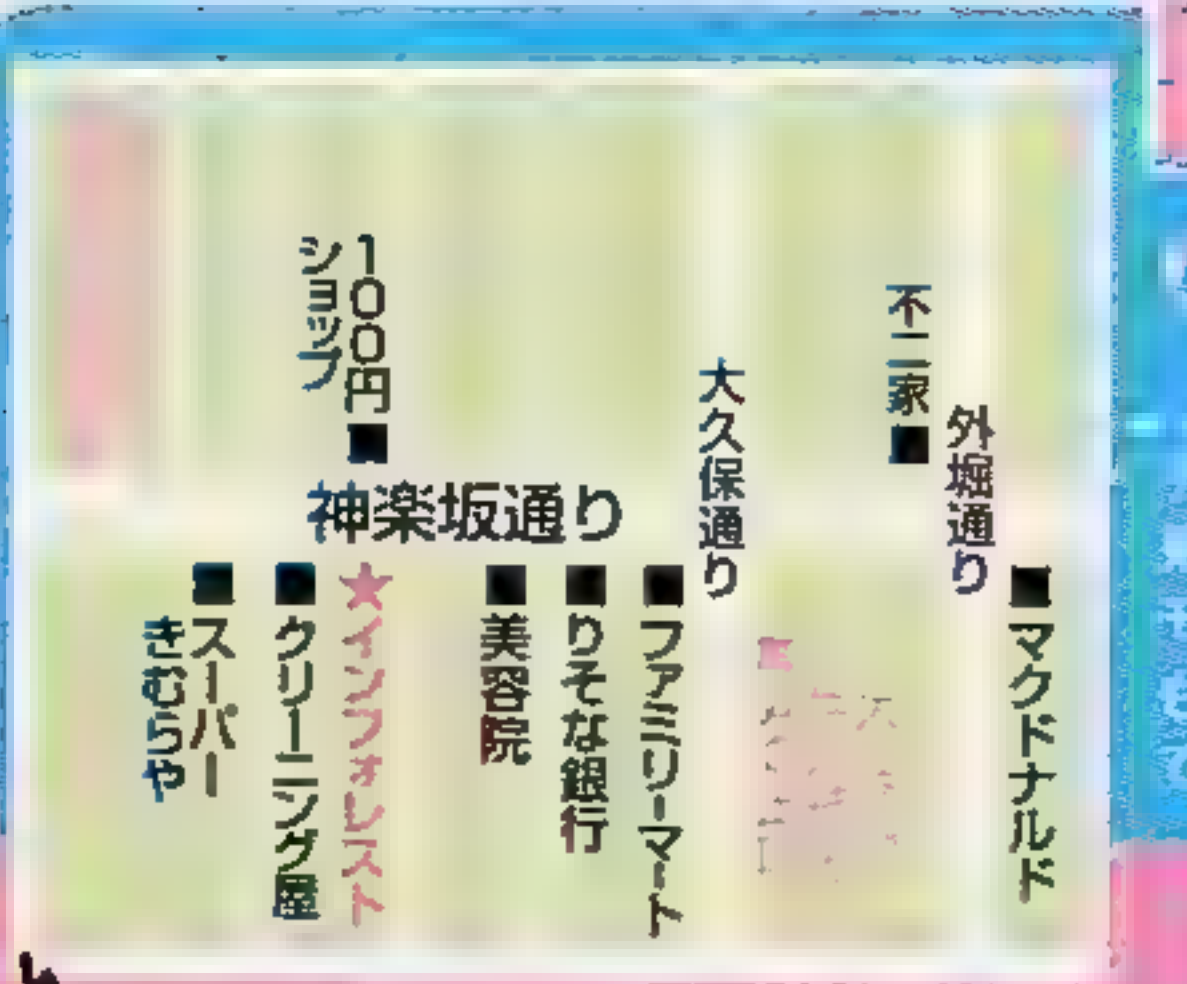 外堀通り
■マクドナルド
不二家■
大久保通り
神楽坂通り
■ファミリーマート
■りそな銀行
■美容院
100円
ショップ
★インフォレスト
■クリーニング屋
■スーパー
きむらや